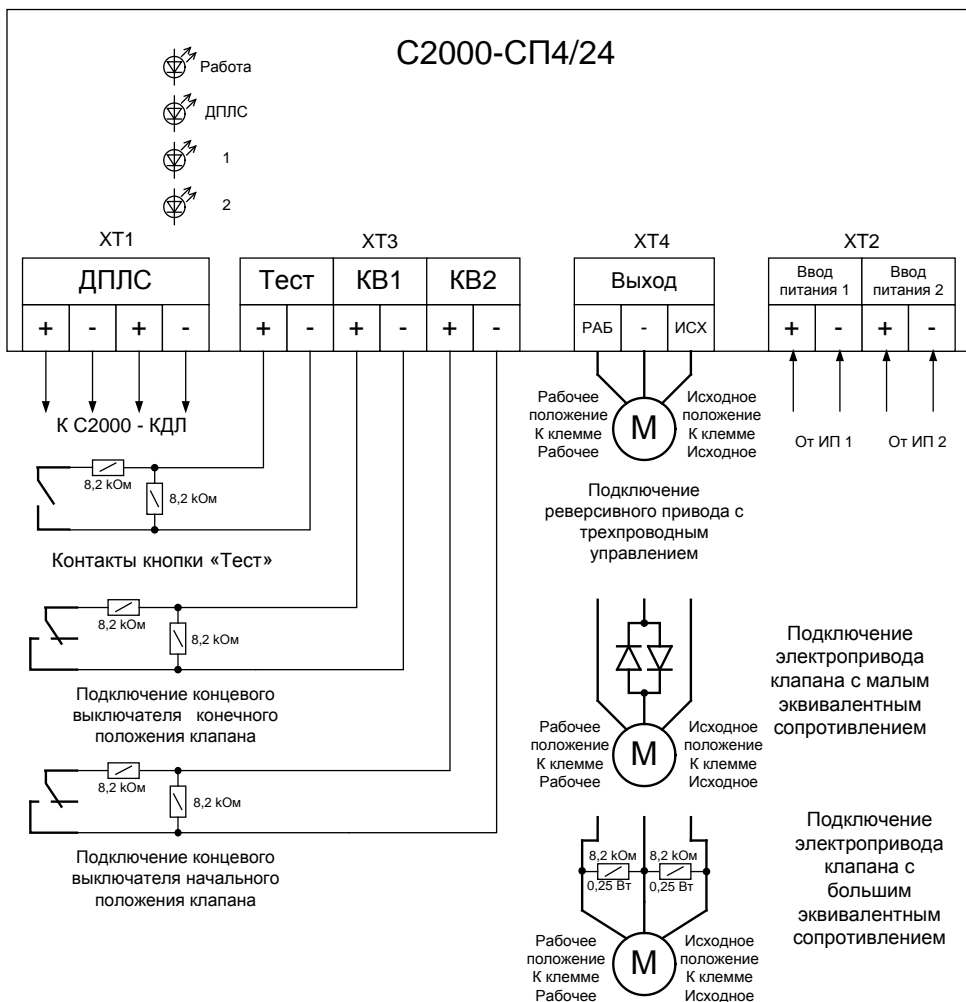 С2000-СП4/24
Работа
ДПЛС
1
2
ХТ1
ХТ3
ХТ4
ХТ2
ДПЛС
Тест
КВ1
КВ2
Выход
Ввод
питания 1
Ввод
питания 2
+ - + -
+ - + - + -
РАБ - ИСХ
+ - + -
К С2000 - КДЛ
8,2 kОм
8,2 kОм
Контакты кнопки «Тест»
8,2 kОм
8,2 kОм
Подключение концевого
выключателя конечного
положения клапана
8,2 kОм
8,2 kОм
Подключение концевого
выключателя начального
положения клапана
Рабочее
положение
К клемме
Рабочее
М
Исходное
положение
К клемме
Исходное
От ИП 1
От ИП 2
Подключение
реверсивного привода с
трехпроводным
управлением
Рабочее
положение
К клемме
Рабочее
М
Исходное
положение
К клемме
Исходное
Подключение
электропривода
клапана с малым
эквивалентным
сопротивлением
8,2 kОм
0,25 Вт
8,2 kОм
0,25 Вт
Рабочее
положение
К клемме
Рабочее
М
Исходное
положение
К клемме
Исходное
Подключение
электропривода
клапана с
большим
эквивалентным
сопротивлением